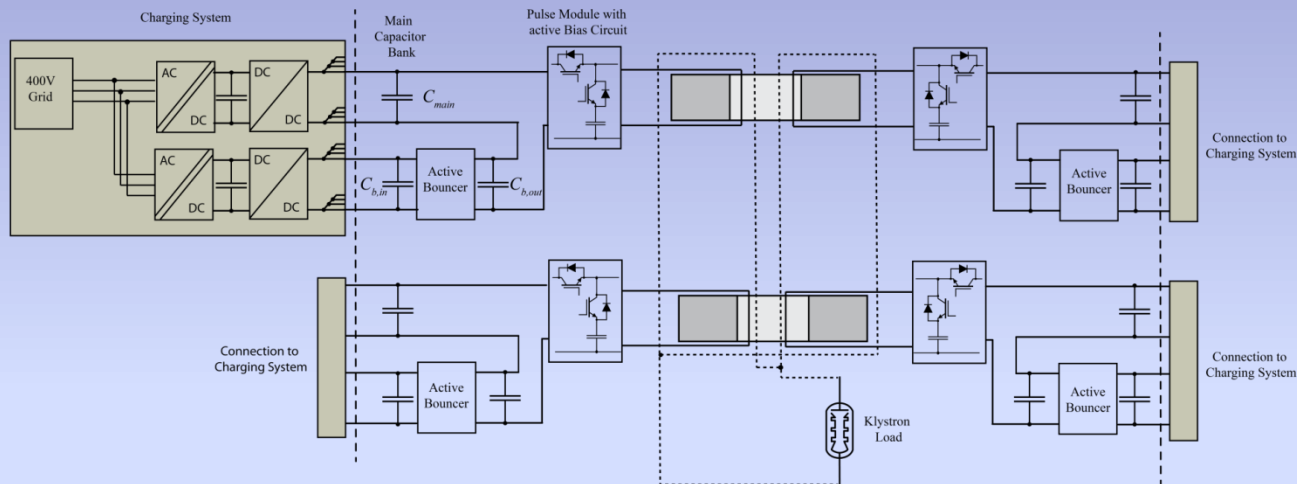 Charging System
Main
Capacitor
Bank
Pulse Module with
active Bias Circuit
400V
Grid
AC
DC
DC
DC
C_main
AC
DC
DC
DC
C_b,in
Active
Bouncer
C_b,out
Active
Bouncer
Connection to
Charging System
Connection to
Charging System
Active
Bouncer
Klystron
Load
Active
Bouncer
Connection to
Charging System